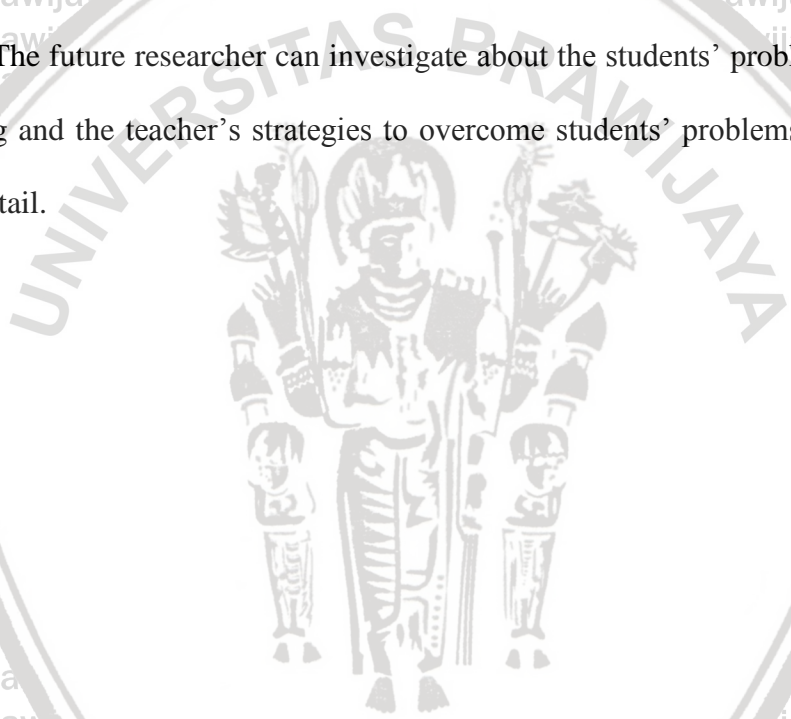 The future researcher can investigate about the students’ prob
g and the teacher’s strategies to overcome students’ problems
tail.
UNIVERSITAS BRAWIJAYA